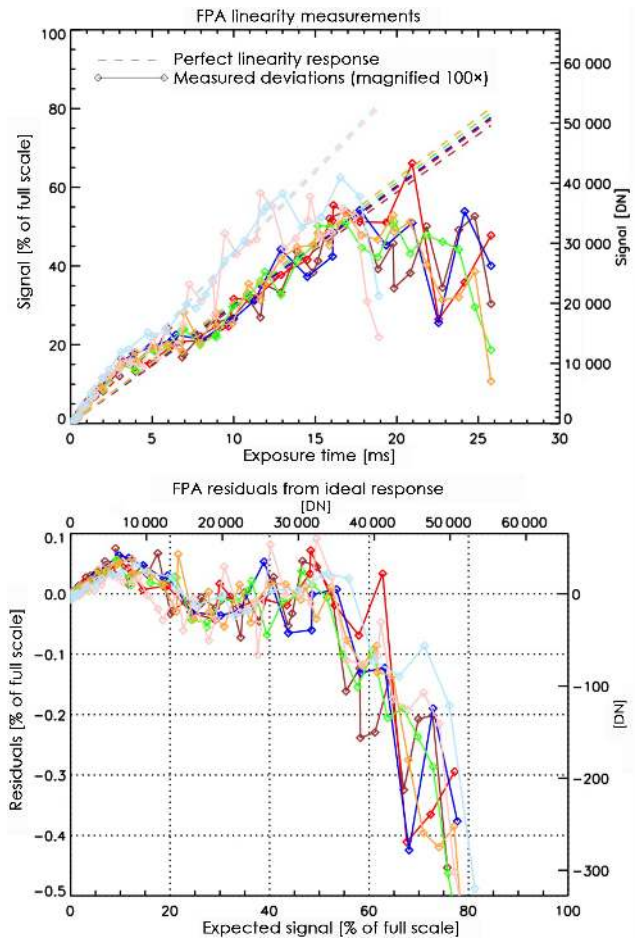 FPA linearity measurements
100
80
60
40
20
0
Signal [% of full scale]
Perfect linearity response
Measured deviations (magnified 100×)
60 000
50 000
40 000
30 000
20 000
10 000
0
Signal [DN]
0 5 10 15 20 25 30
Exposure time [ms]
FPA residuals from ideal response
[DN]
0 10 000 20 000 30 000 40 000 50 000 60 000
0.1
0.0
−0.1
−0.2
−0.3
−0.4
−0.5
Residuals [% of full scale]
0
−100
−200
−300
[DN]
0 20 40 60 80 100
Expected signal [% of full scale]